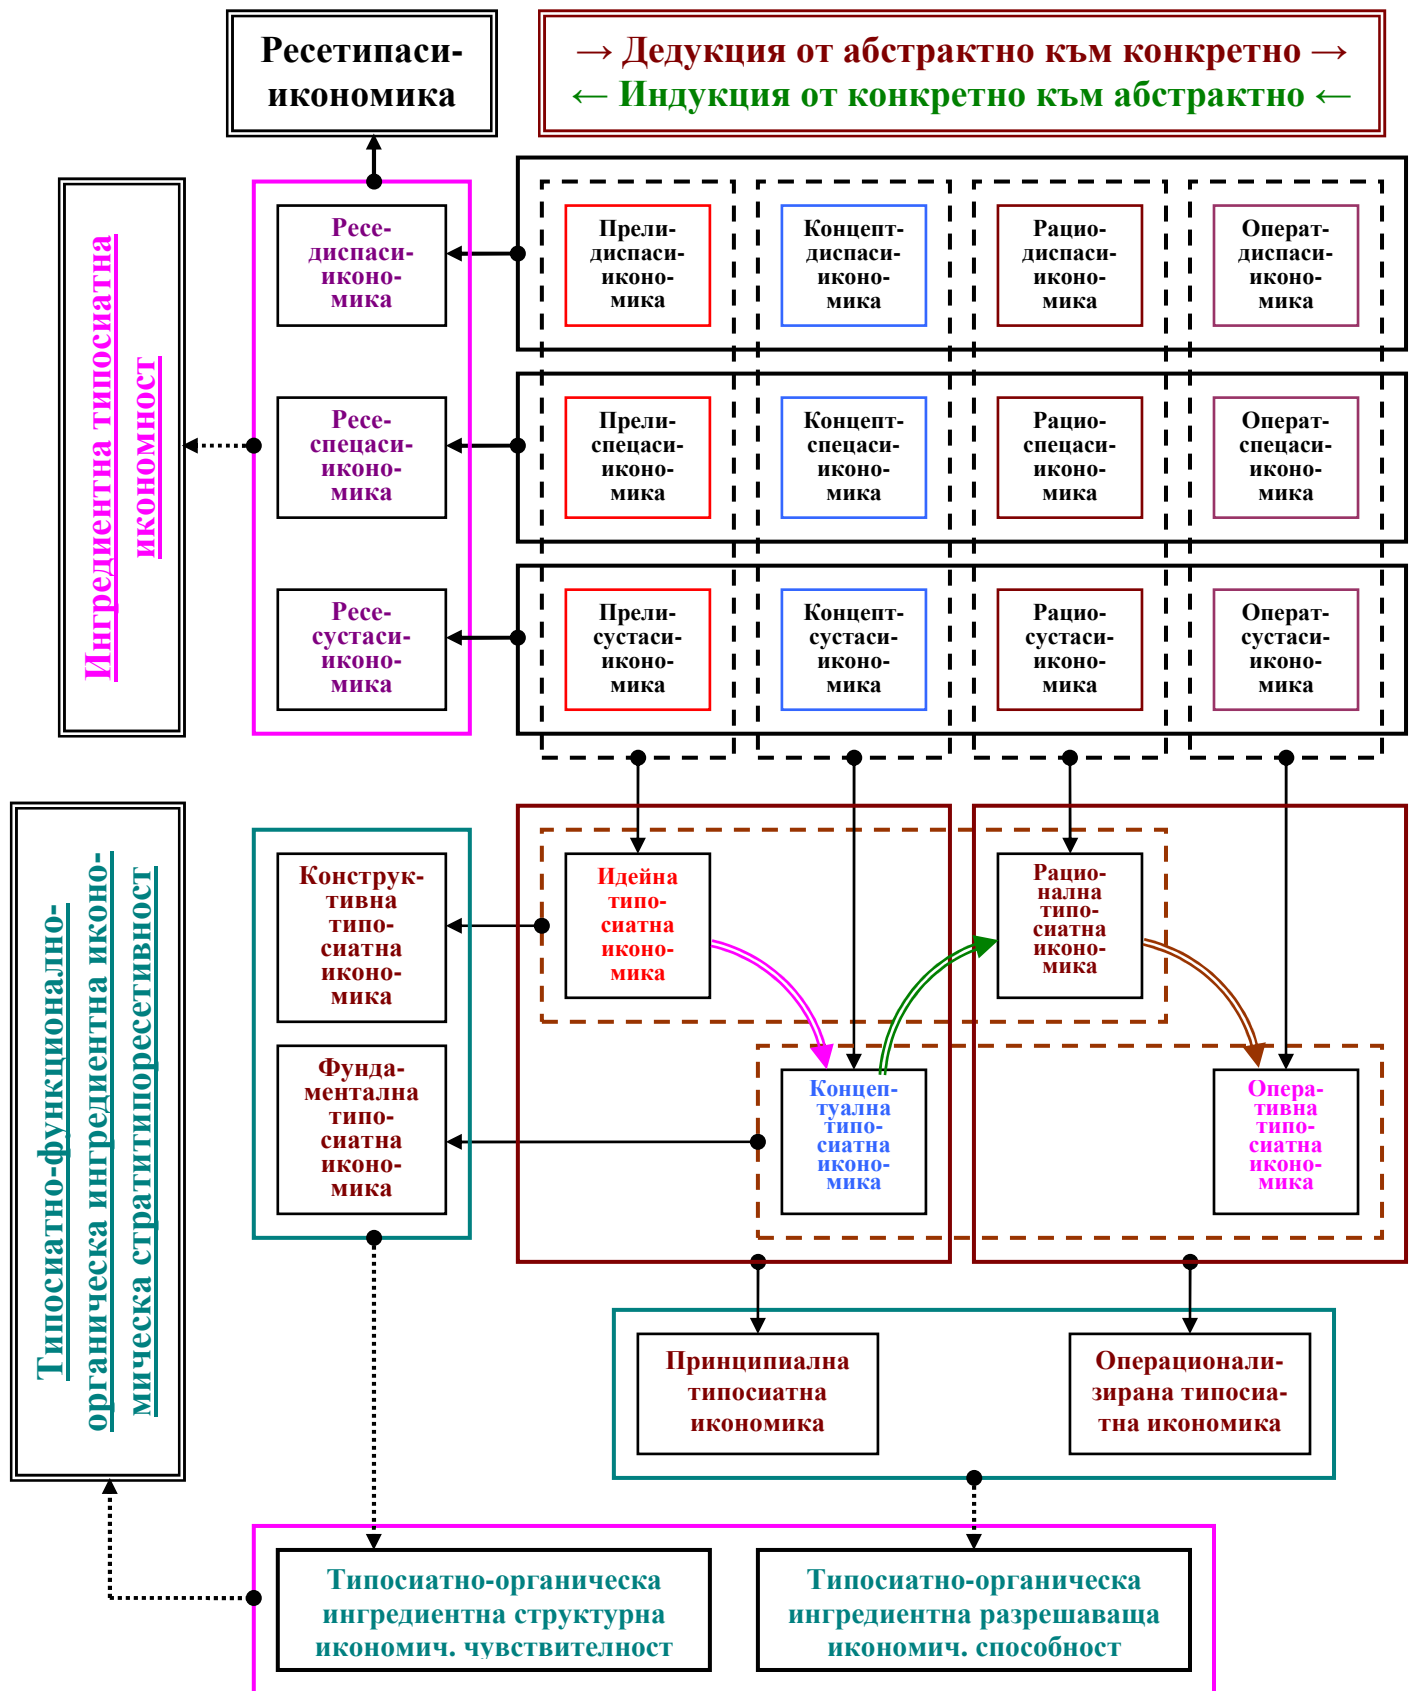 Ресетипаси-
икономика
→ Дедукция от абстрактно към конкретно →
← Индукция от конкретно към абстрактно ←
Ингредиентна типосиатна
икономност
Ресе-
диспаси-
иконо-
мика
Прели-
диспаси-
иконо-
мика
Концепт-
диспаси-
иконо-
мика
Рацио-
диспаси-
иконо-
мика
Операт-
диспаси-
иконо-
мика
Ресе-
спецаси-
иконо-
мика
Прели-
спецаси-
иконо-
мика
Концепт-
спецаси-
иконо-
мика
Рацио-
спецаси-
иконо-
мика
Операт-
спецаси-
иконо-
мика
Ресе-
сустаси-
иконо-
мика
Прели-
сустаси-
иконо-
мика
Концепт-
сустаси-
иконо-
мика
Рацио-
сустаси-
иконо-
мика
Операт-
сустаси-
иконо-
мика
Типосиатно-функционално-
органическа ингредиентна иконо-
мическа стратитипоресетивност
Конструк-
тивна
типо-
сиатна
иконо-
мика
Идейна
типо-
сиатна
иконо-
мика
Рацио-
нална
типо-
сиатна
иконо-
мика
Фунда-
ментална
типо-
сиатна
иконо-
мика
Концеп-
туална
типо-
сиатна
иконо-
мика
Опера-
тивна
типо-
сиатна
иконо-
мика
Принципиална
типосиатна
икономика
Операционали-
зирана типосиа-
тна икономика
Типосиатно-органическа
ингредиентна структурна
икономич. чувствителност
Типосиатно-органическа
ингредиентна разрешаваща
икономич. способност